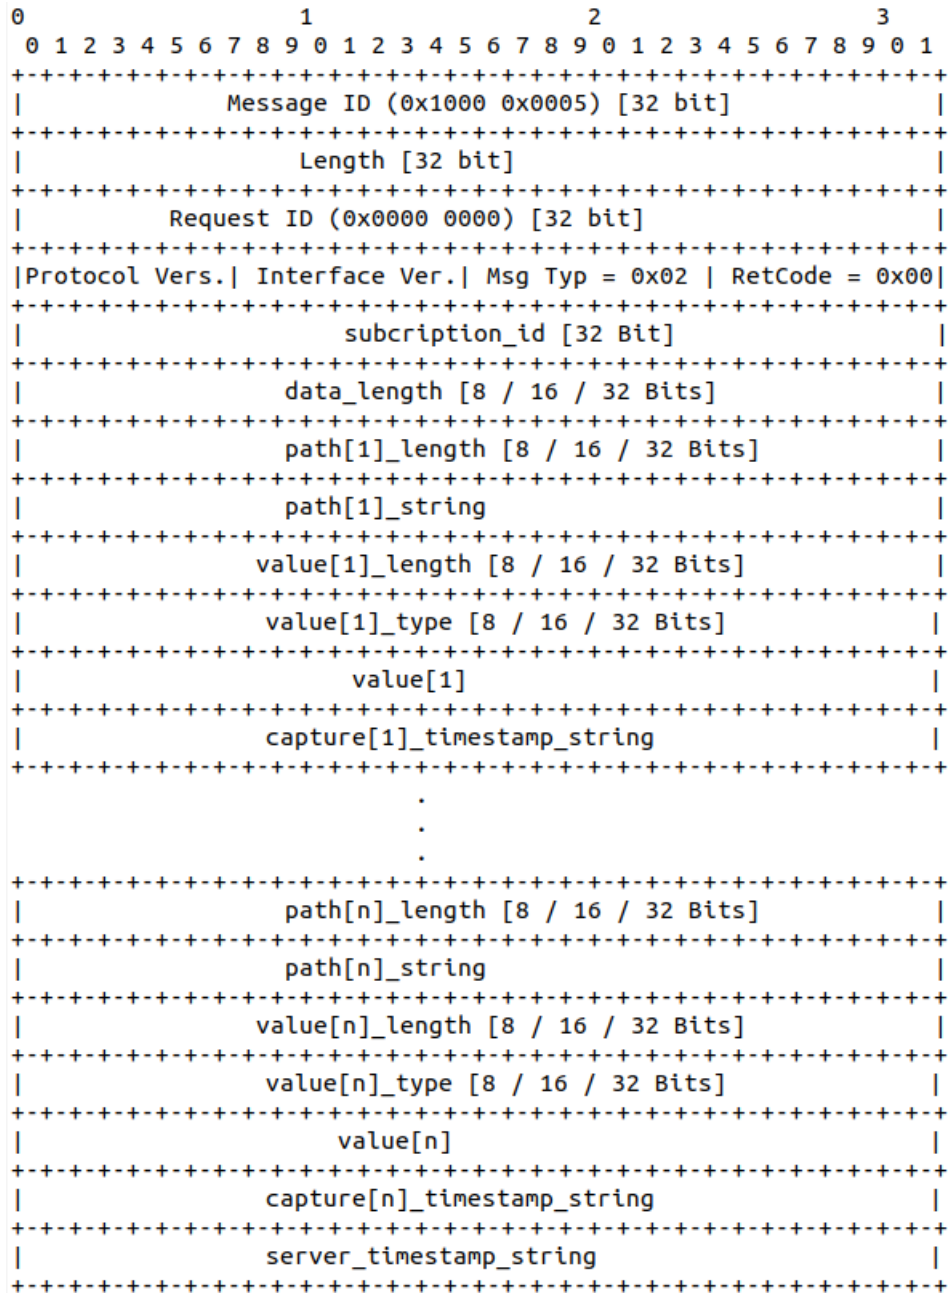 0                   1                   2                   3
 0 1 2 3 4 5 6 7 8 9 0 1 2 3 4 5 6 7 8 9 0 1 2 3 4 5 6 7 8 9 0 1
+-+-+-+-+-+-+-+-+-+-+-+-+-+-+-+-+-+-+-+-+-+-+-+-+-+-+-+-+-+-+-+-+
| Message ID (0x1000 0x0005) [32 bit] |
+-+-+-+-+-+-+-+-+-+-+-+-+-+-+-+-+-+-+-+-+-+-+-+-+-+-+-+-+-+-+-+-+
| Length [32 bit] |
+-+-+-+-+-+-+-+-+-+-+-+-+-+-+-+-+-+-+-+-+-+-+-+-+-+-+-+-+-+-+-+-+
| Request ID (0x0000 0000) [32 bit] |
+-+-+-+-+-+-+-+-+-+-+-+-+-+-+-+-+-+-+-+-+-+-+-+-+-+-+-+-+-+-+-+-+
|Protocol Vers.| Interface Ver.| Msg Typ = 0x02 | RetCode = 0x00|
+-+-+-+-+-+-+-+-+-+-+-+-+-+-+-+-+-+-+-+-+-+-+-+-+-+-+-+-+-+-+-+-+
| subcription_id [32 Bit] |
+-+-+-+-+-+-+-+-+-+-+-+-+-+-+-+-+-+-+-+-+-+-+-+-+-+-+-+-+-+-+-+-+
| data_length [8 / 16 / 32 Bits] |
+-+-+-+-+-+-+-+-+-+-+-+-+-+-+-+-+-+-+-+-+-+-+-+-+-+-+-+-+-+-+-+-+
| path[1]_length [8 / 16 / 32 Bits] |
+-+-+-+-+-+-+-+-+-+-+-+-+-+-+-+-+-+-+-+-+-+-+-+-+-+-+-+-+-+-+-+-+
| path[1]_string |
+-+-+-+-+-+-+-+-+-+-+-+-+-+-+-+-+-+-+-+-+-+-+-+-+-+-+-+-+-+-+-+-+
| value[1]_length [8 / 16 / 32 Bits] |
+-+-+-+-+-+-+-+-+-+-+-+-+-+-+-+-+-+-+-+-+-+-+-+-+-+-+-+-+-+-+-+-+
| value[1]_type [8 / 16 / 32 Bits] |
+-+-+-+-+-+-+-+-+-+-+-+-+-+-+-+-+-+-+-+-+-+-+-+-+-+-+-+-+-+-+-+-+
| value[1] |
+-+-+-+-+-+-+-+-+-+-+-+-+-+-+-+-+-+-+-+-+-+-+-+-+-+-+-+-+-+-+-+-+
| capture[1]_timestamp_string |
+-+-+-+-+-+-+-+-+-+-+-+-+-+-+-+-+-+-+-+-+-+-+-+-+-+-+-+-+-+-+-+-+
.
.
.
+-+-+-+-+-+-+-+-+-+-+-+-+-+-+-+-+-+-+-+-+-+-+-+-+-+-+-+-+-+-+-+-+
| path[n]_length [8 / 16 / 32 Bits] |
+-+-+-+-+-+-+-+-+-+-+-+-+-+-+-+-+-+-+-+-+-+-+-+-+-+-+-+-+-+-+-+-+
| path[n]_string |
+-+-+-+-+-+-+-+-+-+-+-+-+-+-+-+-+-+-+-+-+-+-+-+-+-+-+-+-+-+-+-+-+
| value[n]_length [8 / 16 / 32 Bits] |
+-+-+-+-+-+-+-+-+-+-+-+-+-+-+-+-+-+-+-+-+-+-+-+-+-+-+-+-+-+-+-+-+
| value[n]_type [8 / 16 / 32 Bits] |
+-+-+-+-+-+-+-+-+-+-+-+-+-+-+-+-+-+-+-+-+-+-+-+-+-+-+-+-+-+-+-+-+
| value[n] |
+-+-+-+-+-+-+-+-+-+-+-+-+-+-+-+-+-+-+-+-+-+-+-+-+-+-+-+-+-+-+-+-+
| capture[n]_timestamp_string |
+-+-+-+-+-+-+-+-+-+-+-+-+-+-+-+-+-+-+-+-+-+-+-+-+-+-+-+-+-+-+-+-+
| server_timestamp_string |
+-+-+-+-+-+-+-+-+-+-+-+-+-+-+-+-+-+-+-+-+-+-+-+-+-+-+-+-+-+-+-+-+